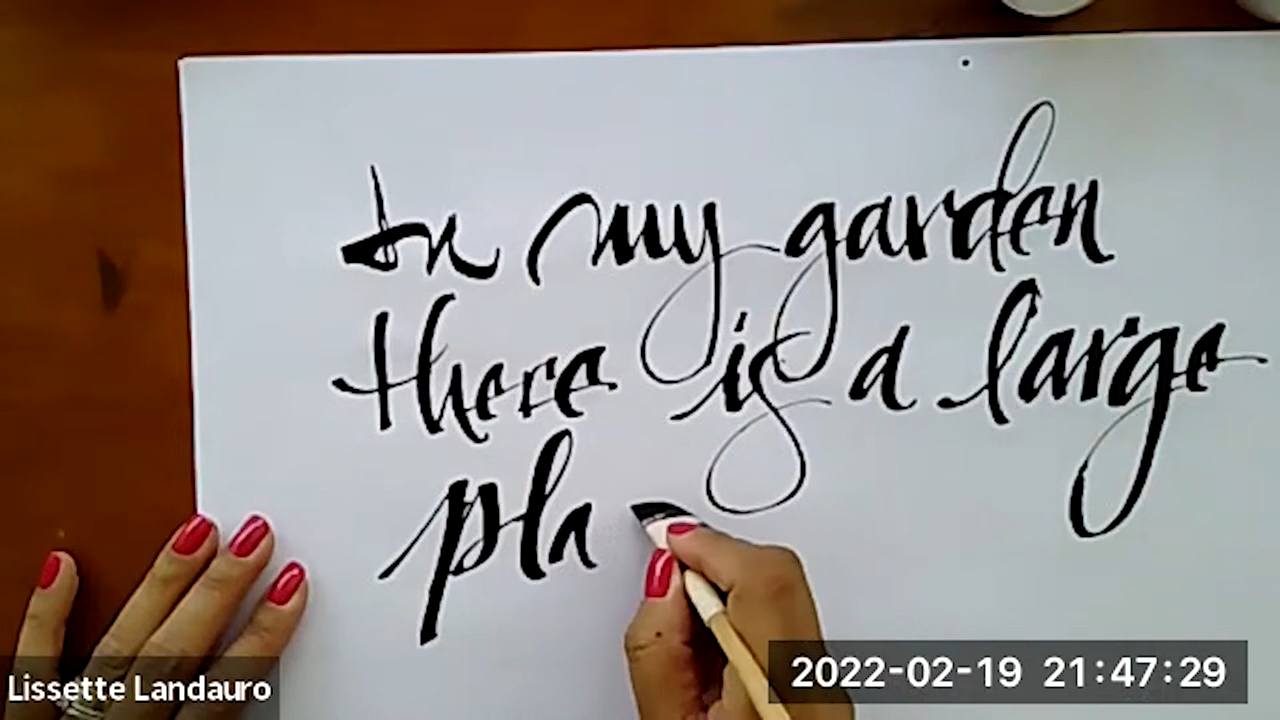 In my garden
there is a large
pla
Lissette Landauro
2022-02-19 21:47:29